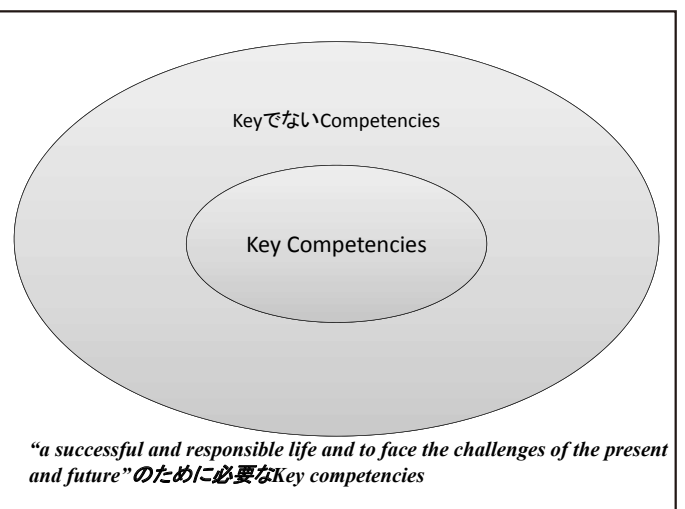 KeyでないCompetencies
Key Competencies
“a successful and responsible life and to face the challenges of the present
and future”のために必要なKey competencies